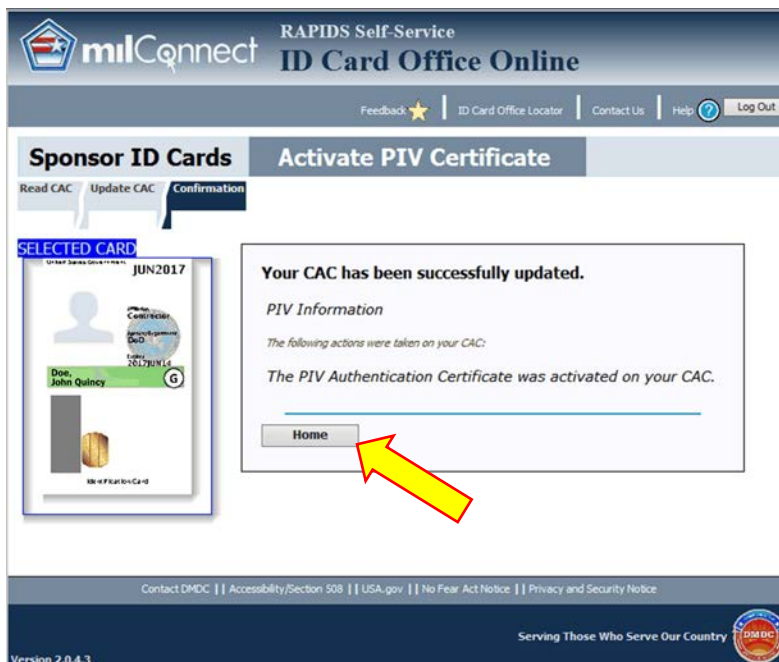 milConnect
RAPIDS Self-Service
ID Card Office Online
Feedback | ID Card Office Locator | Contact Us | Help ? Log Out
Sponsor ID Cards
Activate PIV Certificate
Read CAC
Update CAC
Confirmation
SELECTED CARD
JUN2017
Contractor
DoD
2017JUN14
Doe,
John Quincy
G
Identification Card
Your CAC has been successfully updated.
PIV Information
The following actions were taken on your CAC:
The PIV Authentication Certificate was activated on your CAC.
Home
Contact DMDC || Accessibility/Section 508 || USA.gov || No Fear Act Notice || Privacy and Security Notice
Serving Those Who Serve Our Country
DMDC
Version 2.0.4.3